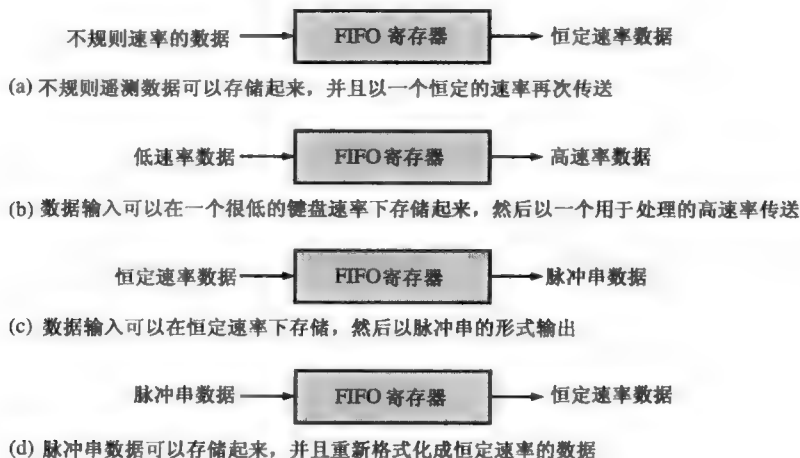 不规则速率的数据 FIFO 寄存器 恒定速率数据
(a) 不规则遥测数据可以存储起来，并且以一个恒定的速率再次传送
低速率数据 FIFO寄存器 高速率数据
(b) 数据输入可以在一个很低的键盘速率下存储起来，然后以一个用于处理的高速率传送
恒定速率数据 FIFO寄存器 脉冲串数据
(c) 数据输入可以在恒定速率下存储，然后以脉冲串的形式输出
脉冲串数据 FIFO 寄存器 恒定速率数据
(d) 脉冲串数据可以存储起来，并且重新格式化成恒定速率的数据